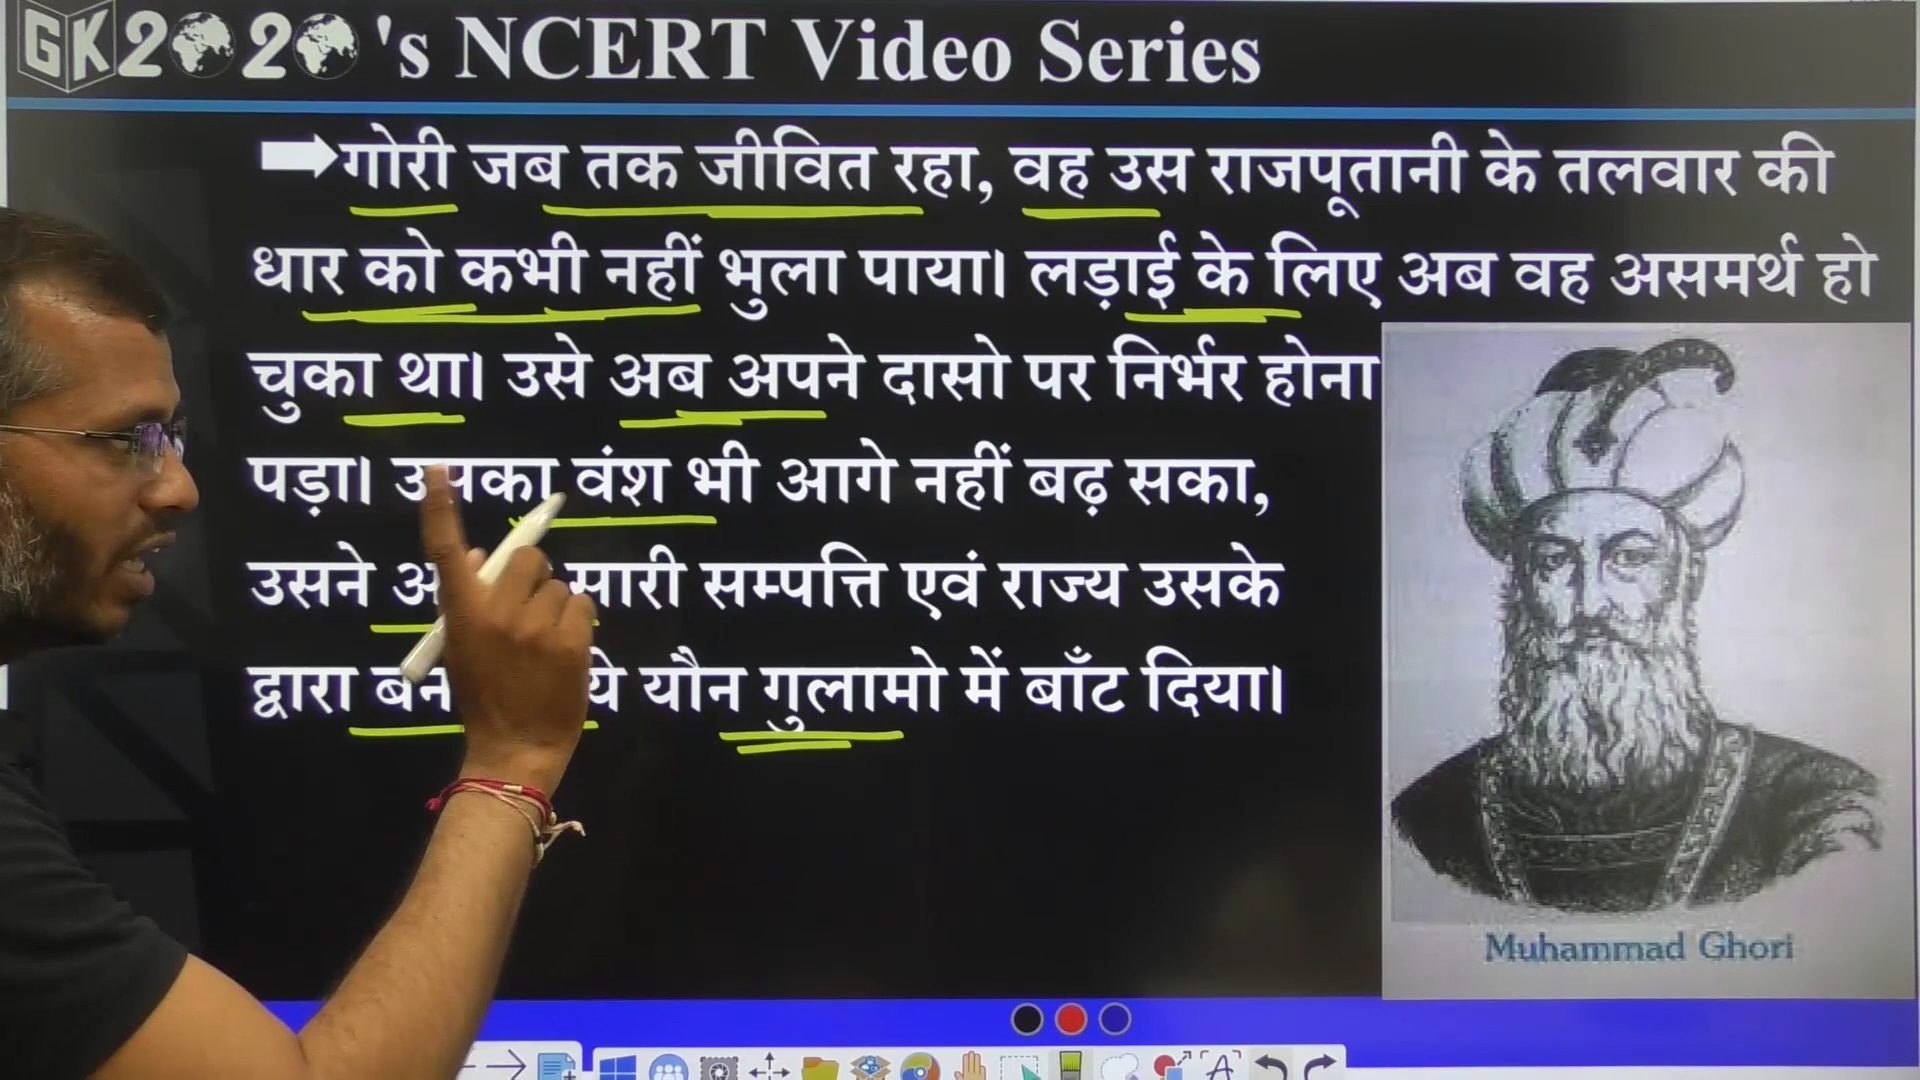 GK2020's NCERT Video Series
गोरी जब तक जीवित रहा, वह उस राजपूतानी के तलवार की
धार को कभी नहीं भुला पाया। लड़ाई के लिए अब वह असमर्थ हो
चुका था। उसे अब अपने दासो पर निर्भर होना
पड़ा। वंश भी आगे नहीं बढ़ सका,
उसने सारी सम्पत्ति एवं राज्य उसके
द्वारा यौन गुलामो में बाँट दिया।
Muhammad Ghori